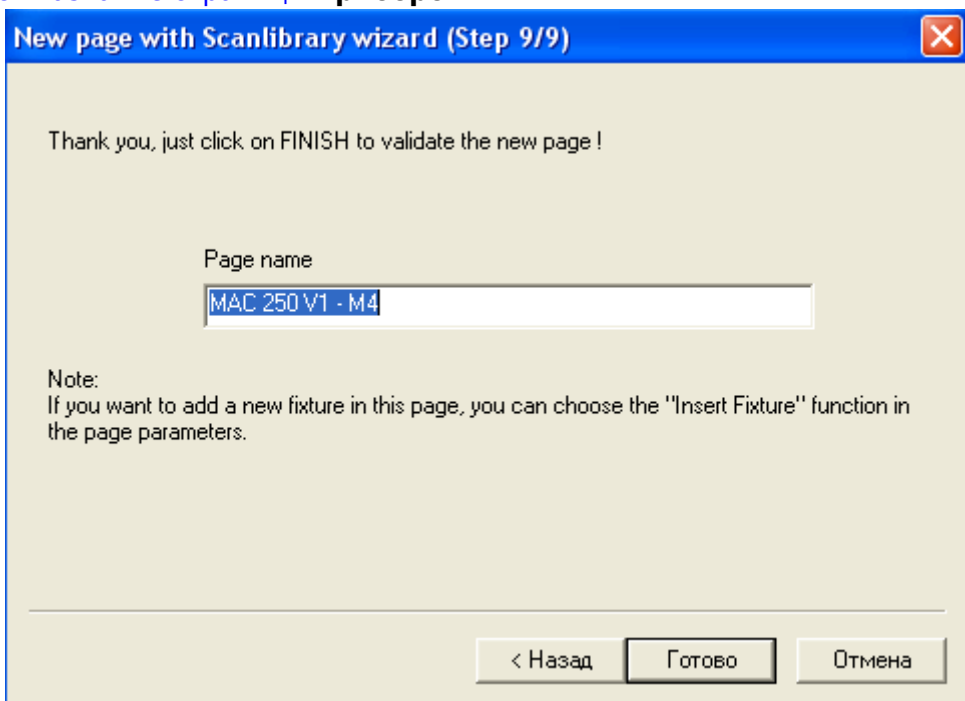 New page with Scanlibrary wizard (Step 9/9)
Thank you, just click on FINISH to validate the new page !
Page name
MAC 250 V1 - M4
Note:
If you want to add a new fixture in this page, you can choose the "Insert Fixture" function in
the page parameters.
< Назад
Готово
Отмена